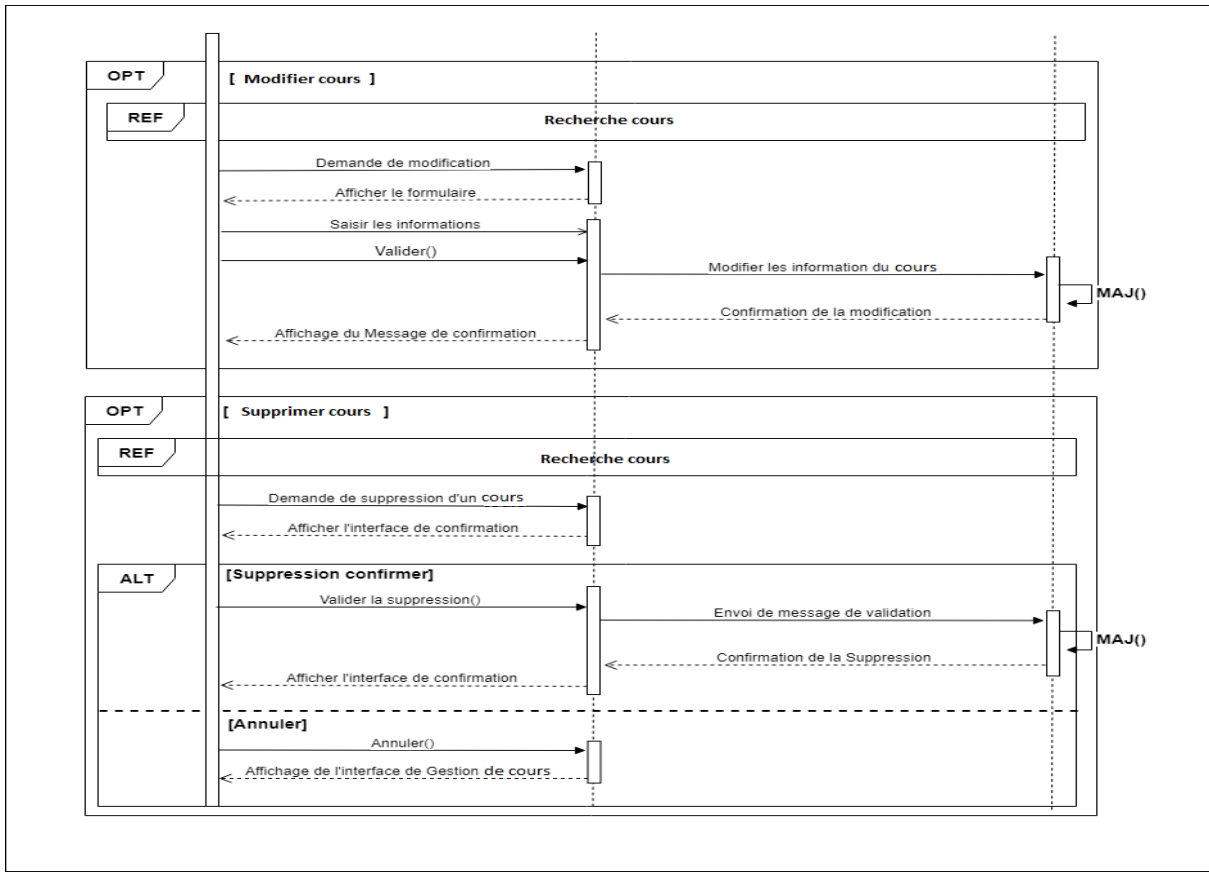 OPT
[ Modifier cours ]
REF
Recherche cours
Demande de modification
Afficher le formulaire
Saisir les informations
Valider()
Modifier les information du cours
MAJ()
Confirmation de la modification
Affichage du Message de confirmation
OPT
[ Supprimer cours ]
REF
Recherche cours
Demande de suppression d'un cours
Afficher l'interface de confirmation
ALT
[Suppression confirmer]
Valider la suppression()
Envoi de message de validation
MAJ()
Confirmation de la Suppression
Afficher l'interface de confirmation
[Annuler]
Annuler()
Affichage de l'interface de Gestion de cours